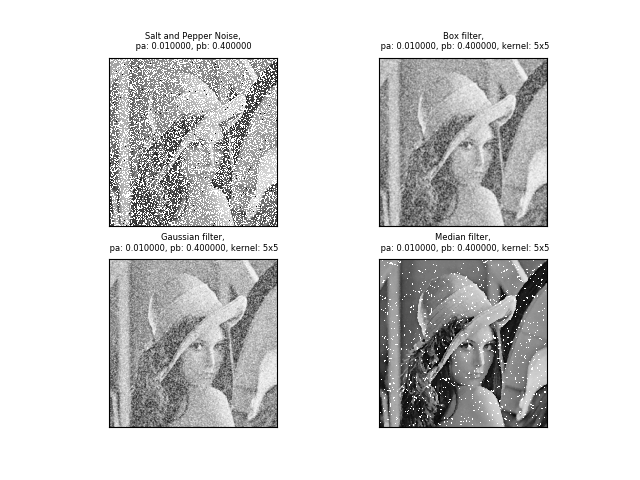 Salt and Pepper Noise,
pa: 0.010000, pb: 0.400000
Box filter,
pa: 0.010000, pb: 0.400000, kernel: 5x5
Gaussian filter,
pa: 0.010000, pb: 0.400000, kernel: 5x5
Median filter,
pa: 0.010000, pb: 0.400000, kernel: 5x5